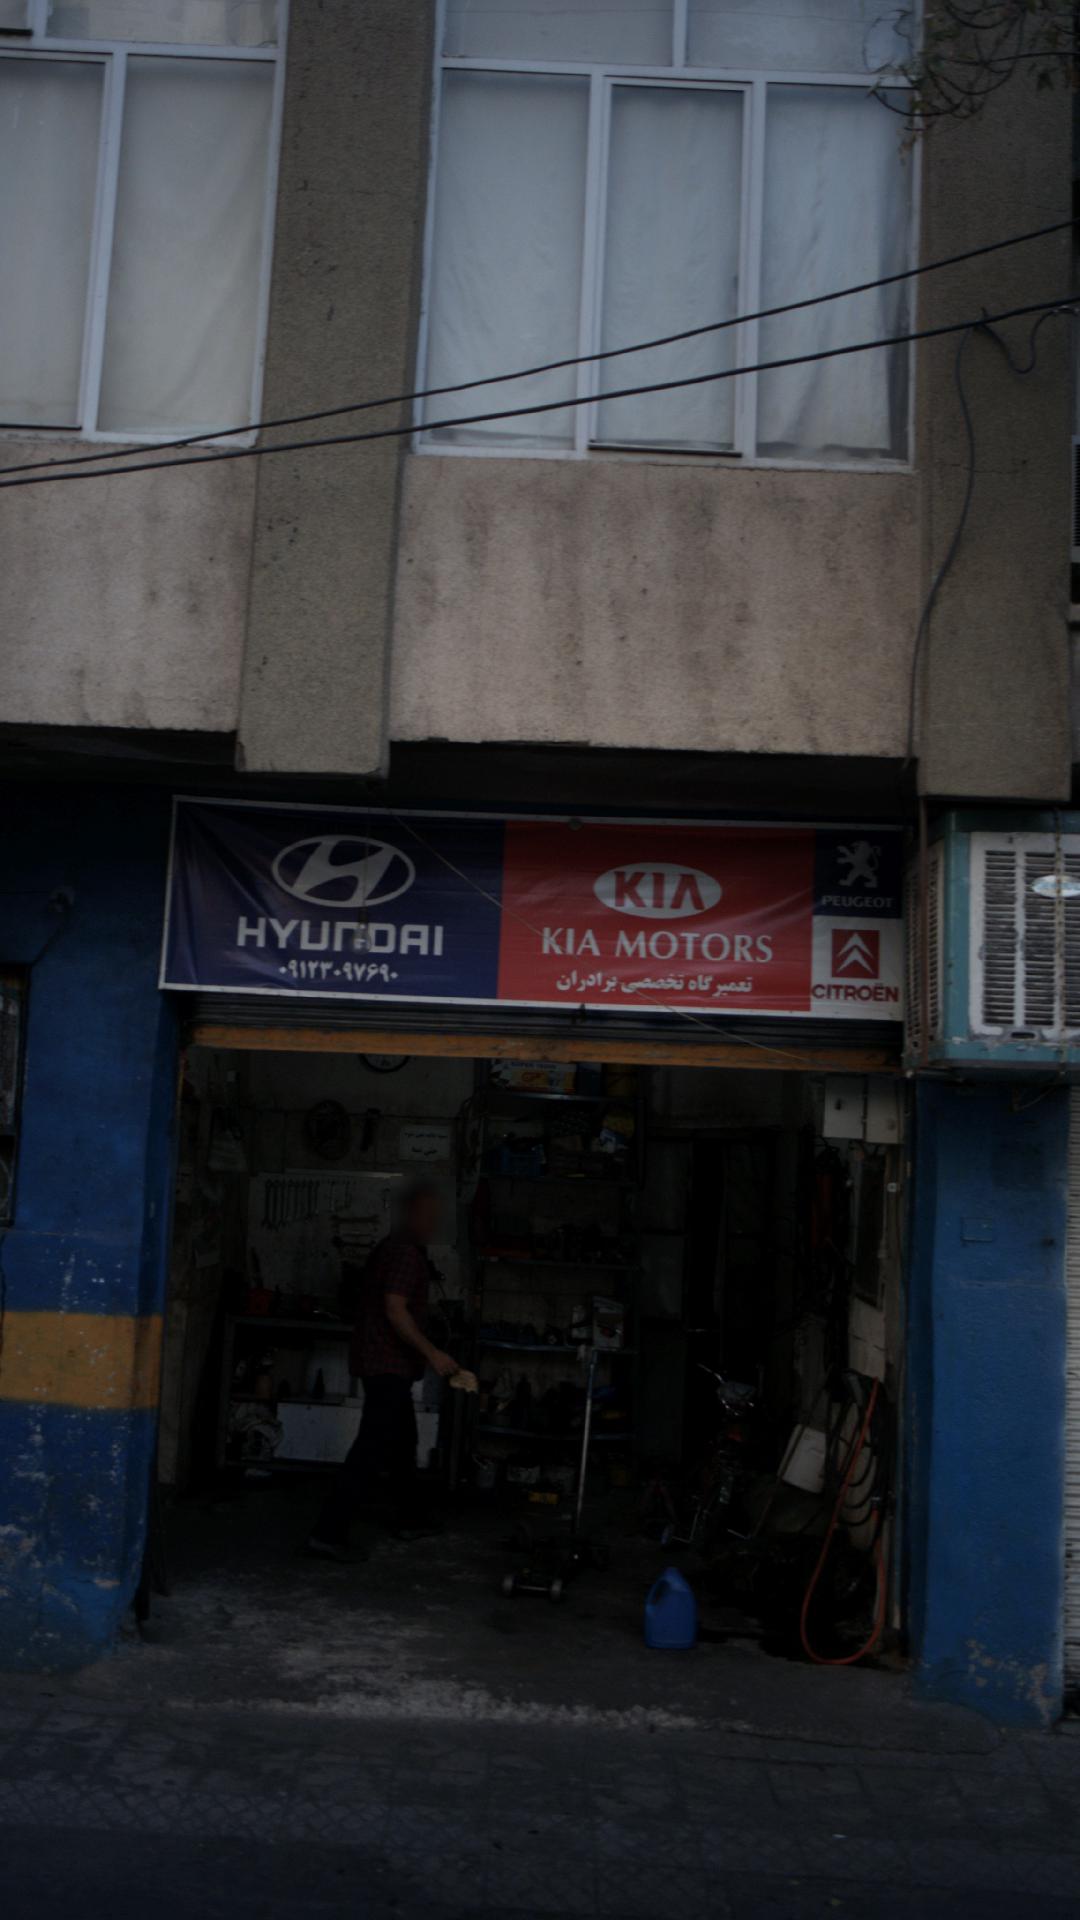 HYUNDAI
۰۹۱۲۳۰۹۷۶۹۰
KIA
KIA MOTORS
تعمیرگاه تخصصی برادران
PEUGEOT
CITROËN